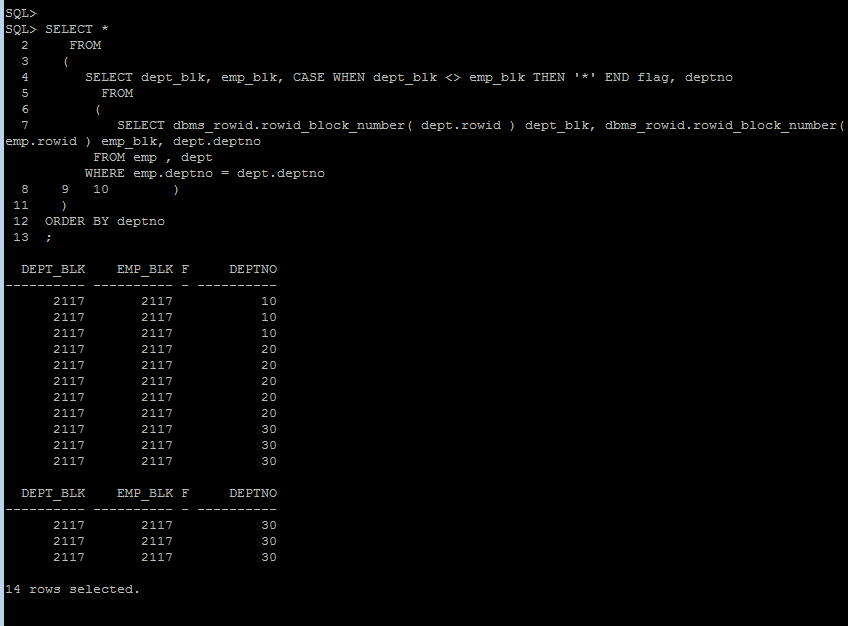 SQL>
SQL> SELECT *
  2     FROM
  3    (
  4       SELECT dept_blk, emp_blk, CASE WHEN dept_blk <> emp_blk THEN '*' END flag, deptno
  5         FROM
  6        (
  7           SELECT dbms_rowid.rowid_block_number( dept.rowid ) dept_blk, dbms_rowid.rowid_block_number(
emp.rowid ) emp_blk, dept.deptno
           FROM emp , dept
          WHERE emp.deptno = dept.deptno
  8    9   10        )
 11    )
 12  ORDER BY deptno
 13  ;
  DEPT_BLK    EMP_BLK F     DEPTNO
---------- ---------- - ----------
      2117       2117           10
      2117       2117           10
      2117       2117           10
      2117       2117           20
      2117       2117           20
      2117       2117           20
      2117       2117           20
      2117       2117           20
      2117       2117           30
      2117       2117           30
      2117       2117           30
  DEPT_BLK    EMP_BLK F     DEPTNO
---------- ---------- - ----------
      2117       2117           30
      2117       2117           30
      2117       2117           30
14 rows selected.